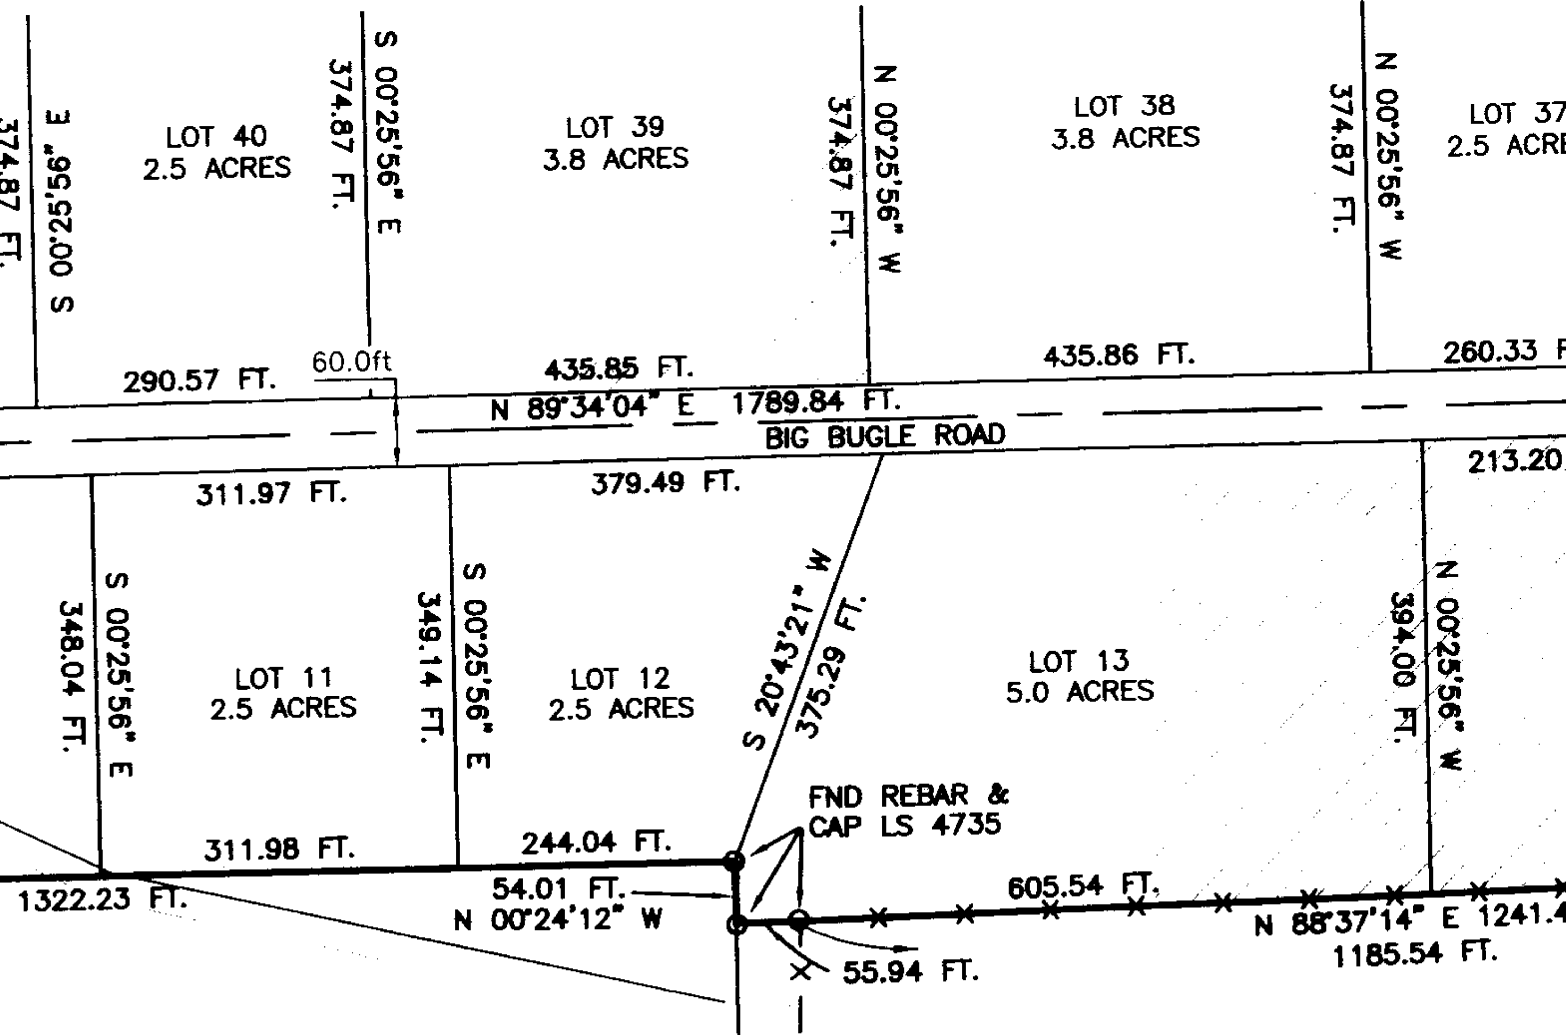 374.87 FT.
S 00°25'56" E
LOT 40
2.5 ACRES
374.87 FT.
S 00°25'56" E
LOT 39
3.8 ACRES
374.87 FT.
N 00°25'56" W
LOT 38
3.8 ACRES
374.87 FT.
N 00°25'56" W
LOT 37
2.5 ACRE
290.57 FT.
60.0ft
435.85 FT.
435.86 FT.
260.33 F
N 89°34'04" E 1789.84 FT.
BIG BUGLE ROAD
311.97 FT.
379.49 FT.
213.20
348.04 FT.
S 00°25'56" E
LOT 11
2.5 ACRES
349.14 FT.
S 00°25'56" E
LOT 12
2.5 ACRES
S 20°43'21" W
375.29 FT.
LOT 13
5.0 ACRES
394.00 FT.
N 00°25'56" W
FND REBAR &
CAP LS 4735
311.98 FT.
244.04 FT.
1322.23 FT.
54.01 FT.
N 00°24'12" W
605.54 FT.
N 88°37'14" E 1241.4
1185.54 FT.
55.94 FT.